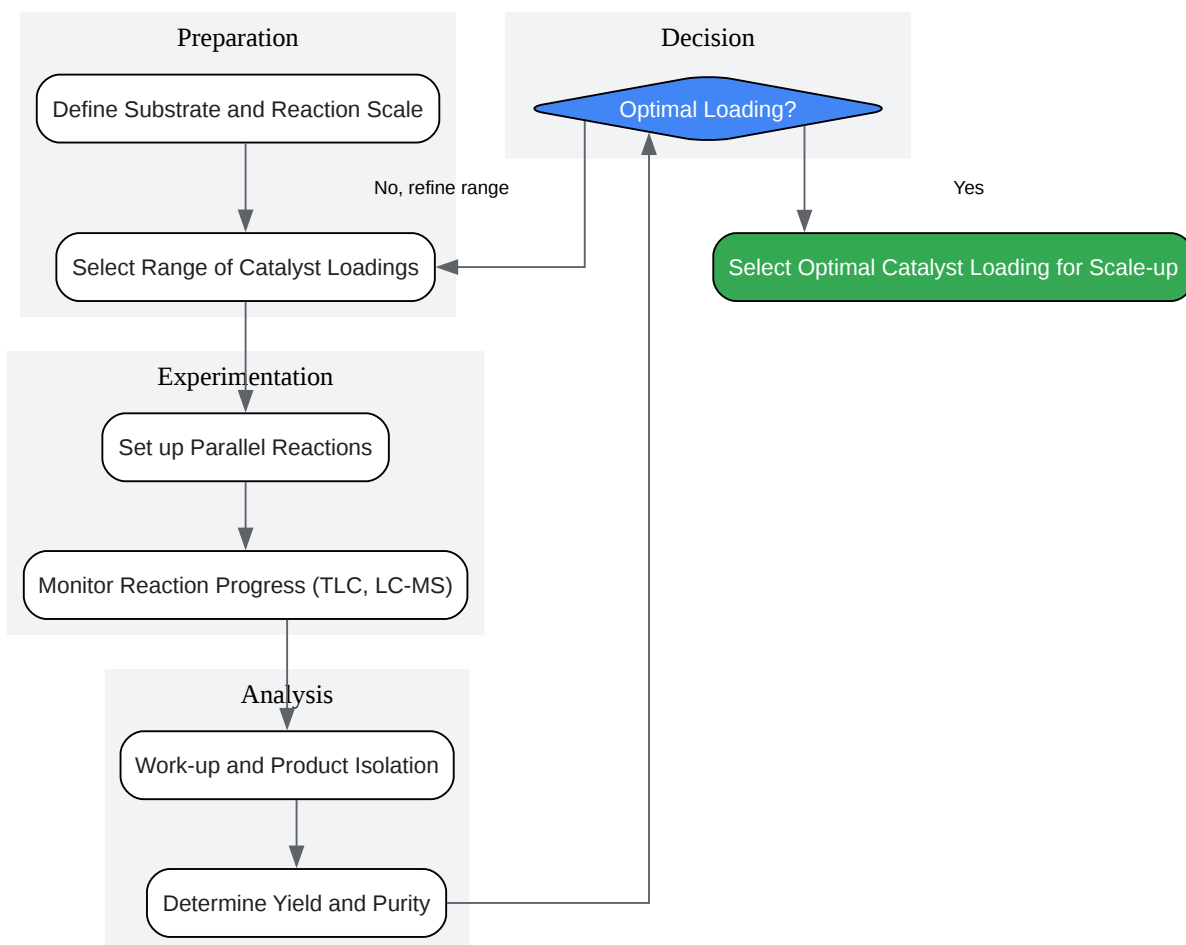 Preparation
Define Substrate and Reaction Scale
Select Range of Catalyst Loadings
Experimentation
Set up Parallel Reactions
Monitor Reaction Progress (TLC, LC-MS)
Analysis
Work-up and Product Isolation
Determine Yield and Purity
Decision
Optimal Loading?
No, refine range
Yes
Select Optimal Catalyst Loading for Scale-up